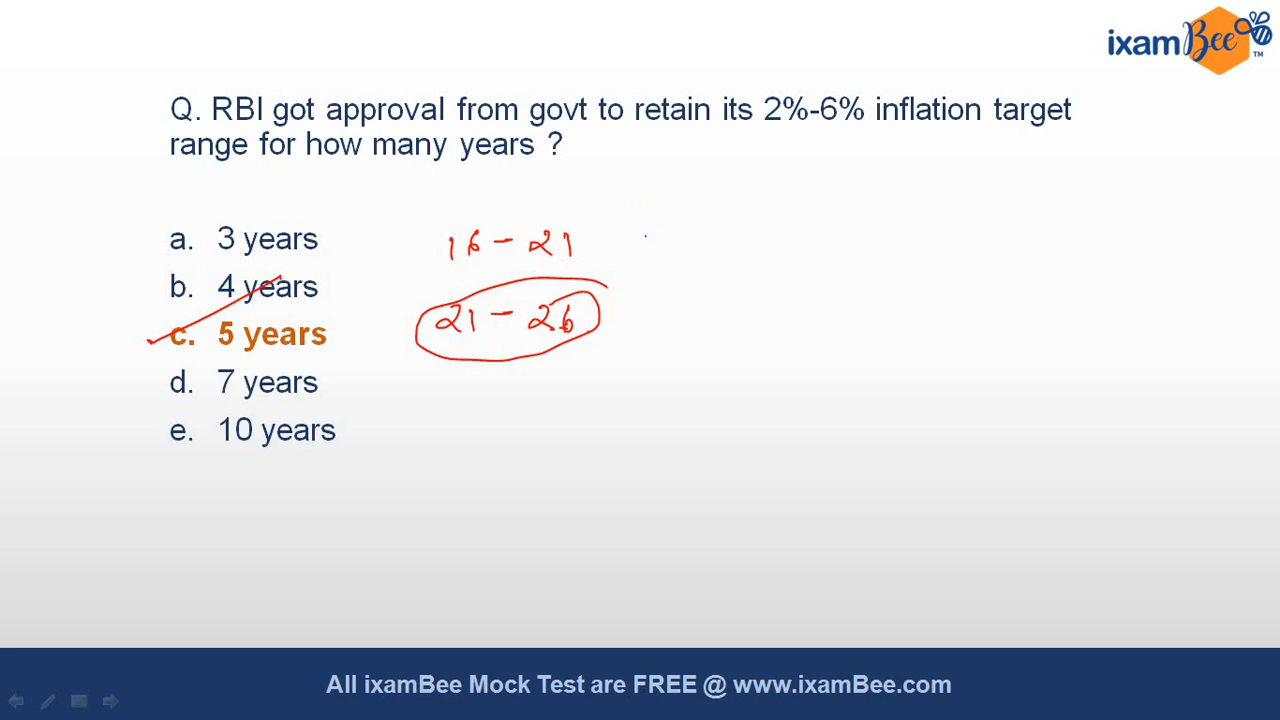 ixamBee™
Q. RBI got approval from govt to retain its 2%-6% inflation target
range for how many years ?
a. 3 years
b. 4 years
c. 5 years
d. 7 years
e. 10 years
16 - 21
21 - 26
All ixamBee Mock Test are FREE @ www.ixamBee.com